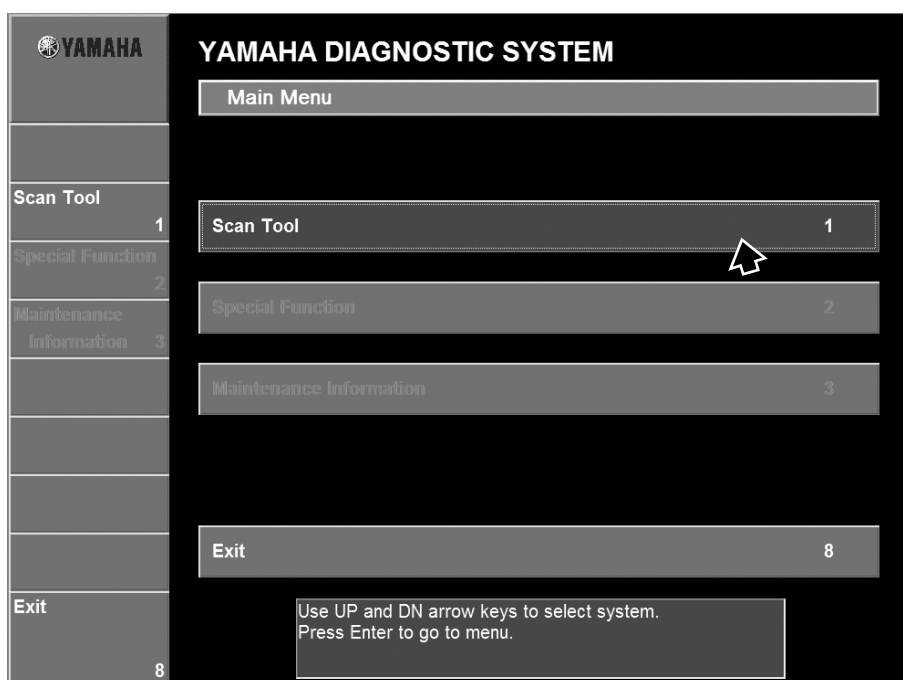 YAMAHA
YAMAHA DIAGNOSTIC SYSTEM
Main Menu
Scan Tool
1
Special Function
2
Maintenance
Information 3
Exit
8
Scan Tool 1
Special Function 2
Maintenance Information 3
Exit 8
Use UP and DN arrow keys to select system.
Press Enter to go to menu.